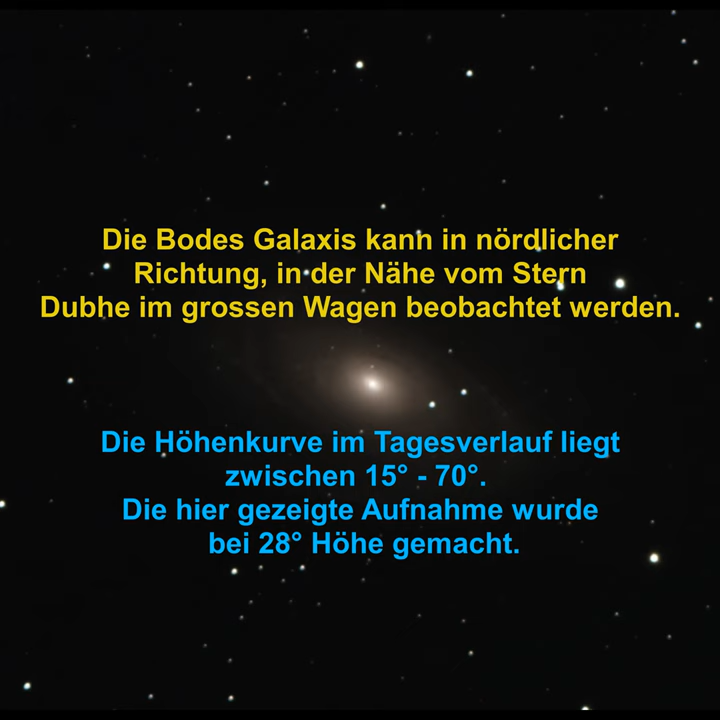 Die Bodes Galaxis kann in nördlicher
Richtung, in der Nähe vom Stern
Dubhe im grossen Wagen beobachtet werden.
Die Höhenkurve im Tagesverlauf liegt
zwischen 15° - 70°.
Die hier gezeigte Aufnahme wurde
bei 28° Höhe gemacht.